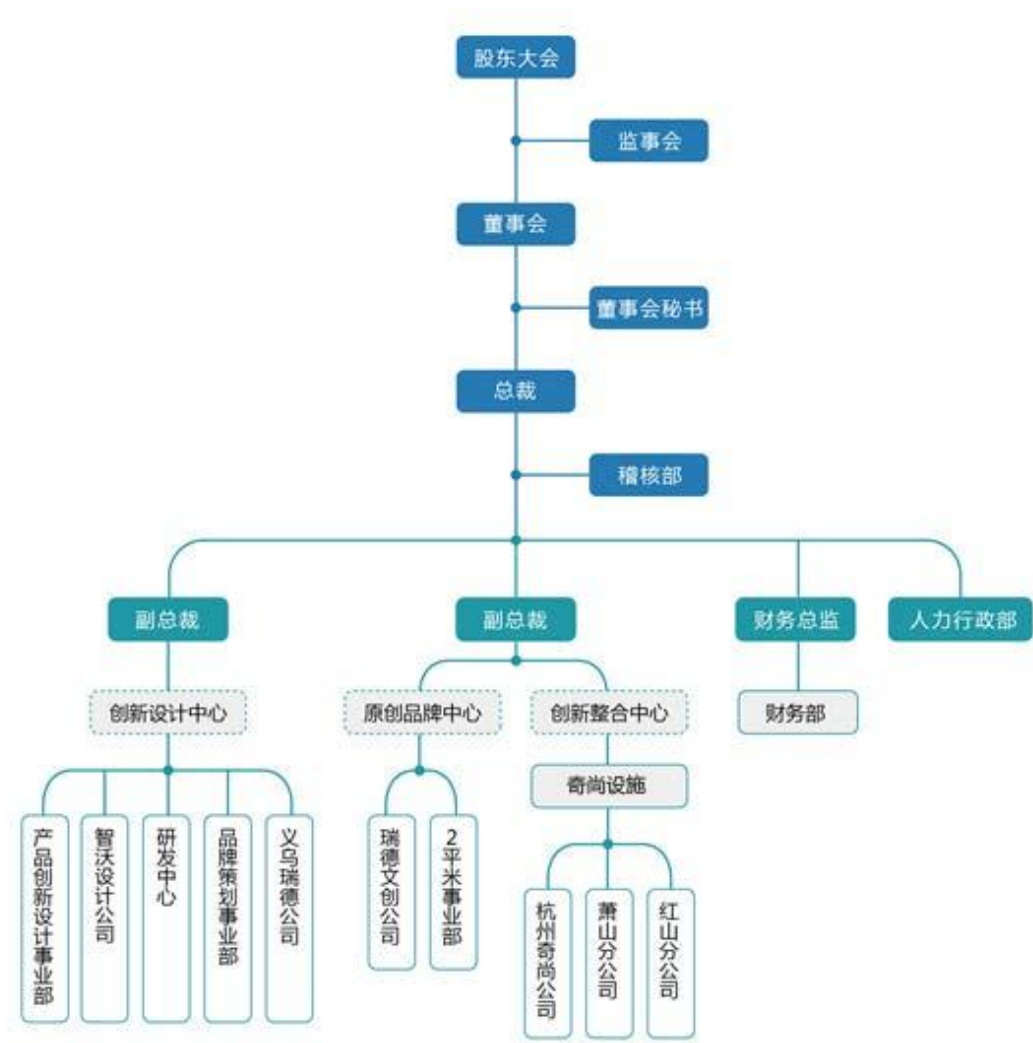 股东大会
监事会
董事会
董事会秘书
总裁
稽核部
副总裁
副总裁
财务总监
人力行政部
创新设计中心
原创品牌中心
创新整合中心
财务部
奇尚设施
产品创新设计事业部
智沃设计公司
研发中心
品牌策划事业部
义乌瑞德公司
瑞德文创公司
2平米事业部
杭州奇尚公司
萧山分公司
红山分公司